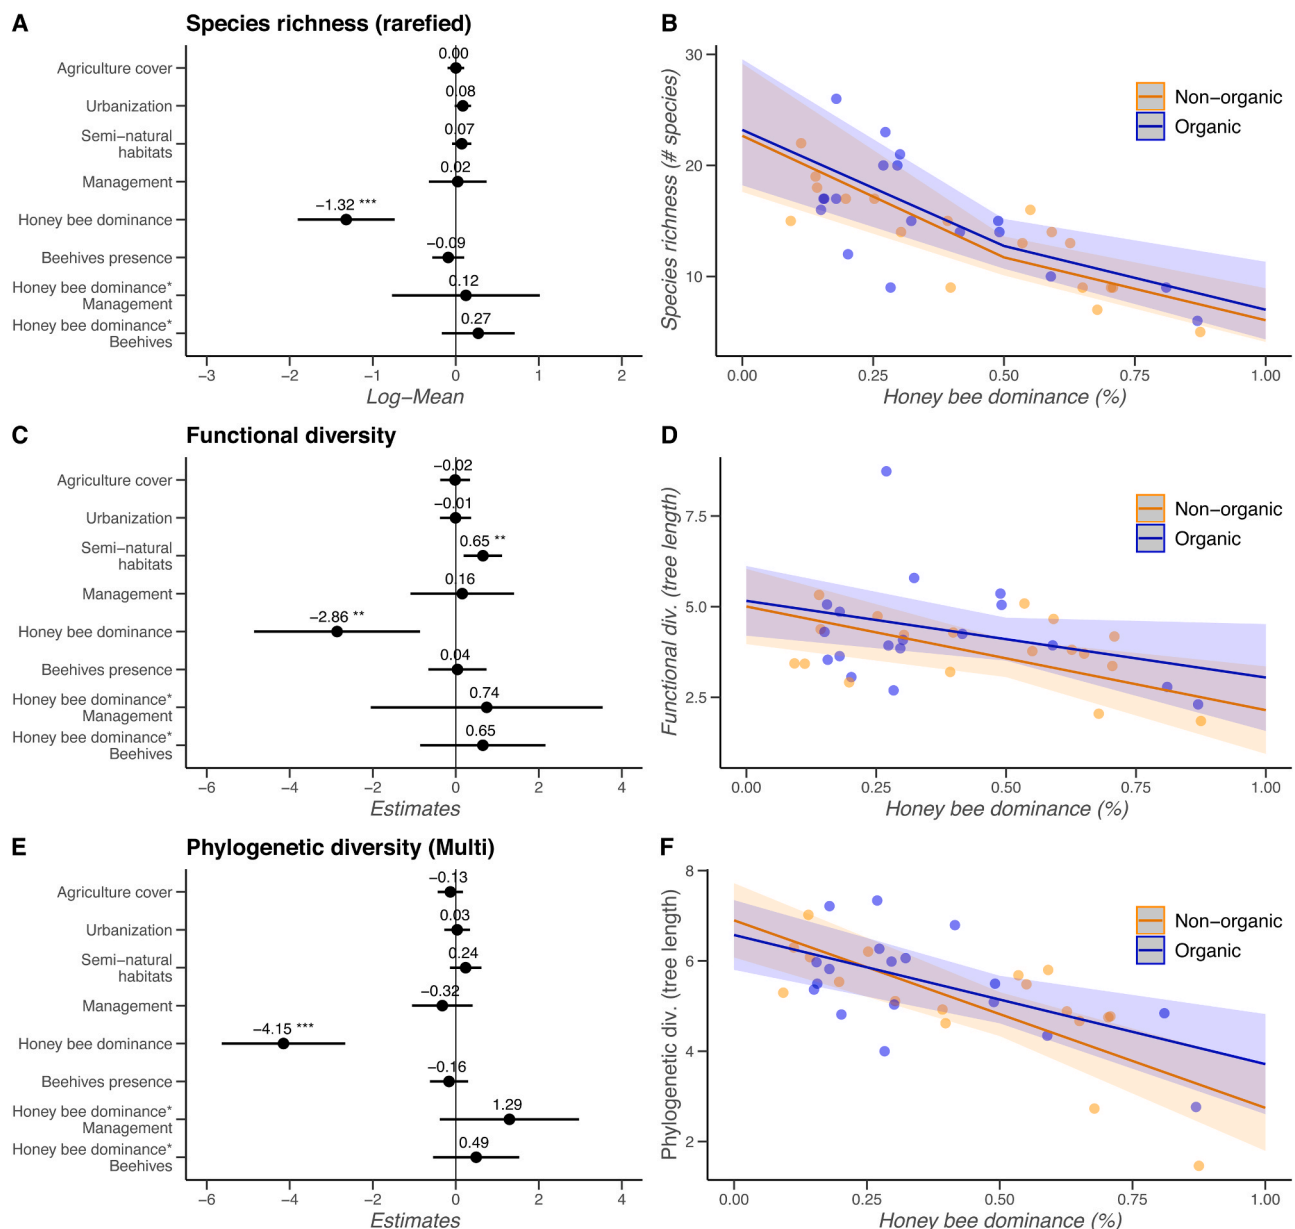 A
Species richness (rarefied)
Agriculture cover
0.00
Urbanization
0.08
Semi−natural
habitats
0.07
Management
0.02
Honey bee dominance
−1.32 ***
Beehives presence
−0.09
Honey bee dominance*
Management
0.12
Honey bee dominance*
Beehives
0.27
−3 −2 −1 0 1 2
Log−Mean
B
Species richness (# species)
30
20
10
Non−organic
Organic
0.00 0.25 0.50 0.75 1.00
Honey bee dominance (%)
C
Functional diversity
Agriculture cover
−0.02
Urbanization
−0.01
Semi−natural
habitats
0.65 **
Management
0.16
Honey bee dominance
−2.86 **
Beehives presence
0.04
Honey bee dominance*
Management
0.74
Honey bee dominance*
Beehives
0.65
−6 −4 −2 0 2 4
Estimates
D
Functional div. (tree length)
7.5
5.0
2.5
Non−organic
Organic
0.00 0.25 0.50 0.75 1.00
Honey bee dominance (%)
E
Phylogenetic diversity (Multi)
Agriculture cover
−0.13
Urbanization
0.03
Semi−natural
habitats
0.24
Management
−0.32
Honey bee dominance
−4.15 ***
Beehives presence
−0.16
Honey bee dominance*
Management
1.29
Honey bee dominance*
Beehives
0.49
−6 −4 −2 0 2 4
Estimates
F
Phylogenetic div. (tree length)
8
6
4
2
Non−organic
Organic
0.00 0.25 0.50 0.75 1.00
Honey bee dominance (%)